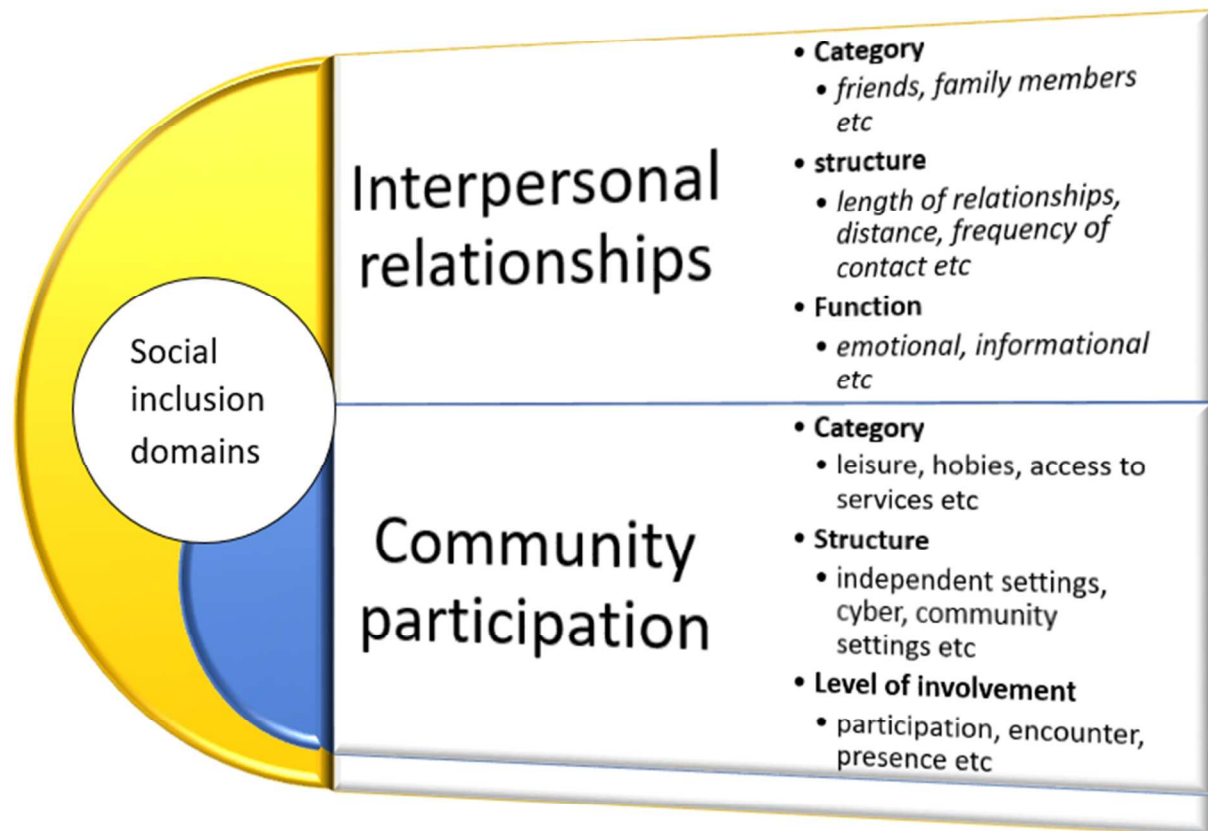 Social
inclusion
domains
Interpersonal
relationships
• Category
• friends, family members
etc
• structure
• length of relationships,
distance, frequency of
contact etc
• Function
• emotional, informational
etc
Community
participation
• Category
• leisure, hobies, access to
services etc
• Structure
• independent settings,
cyber, community
settings etc
• Level of involvement
• participation, encounter,
presence etc